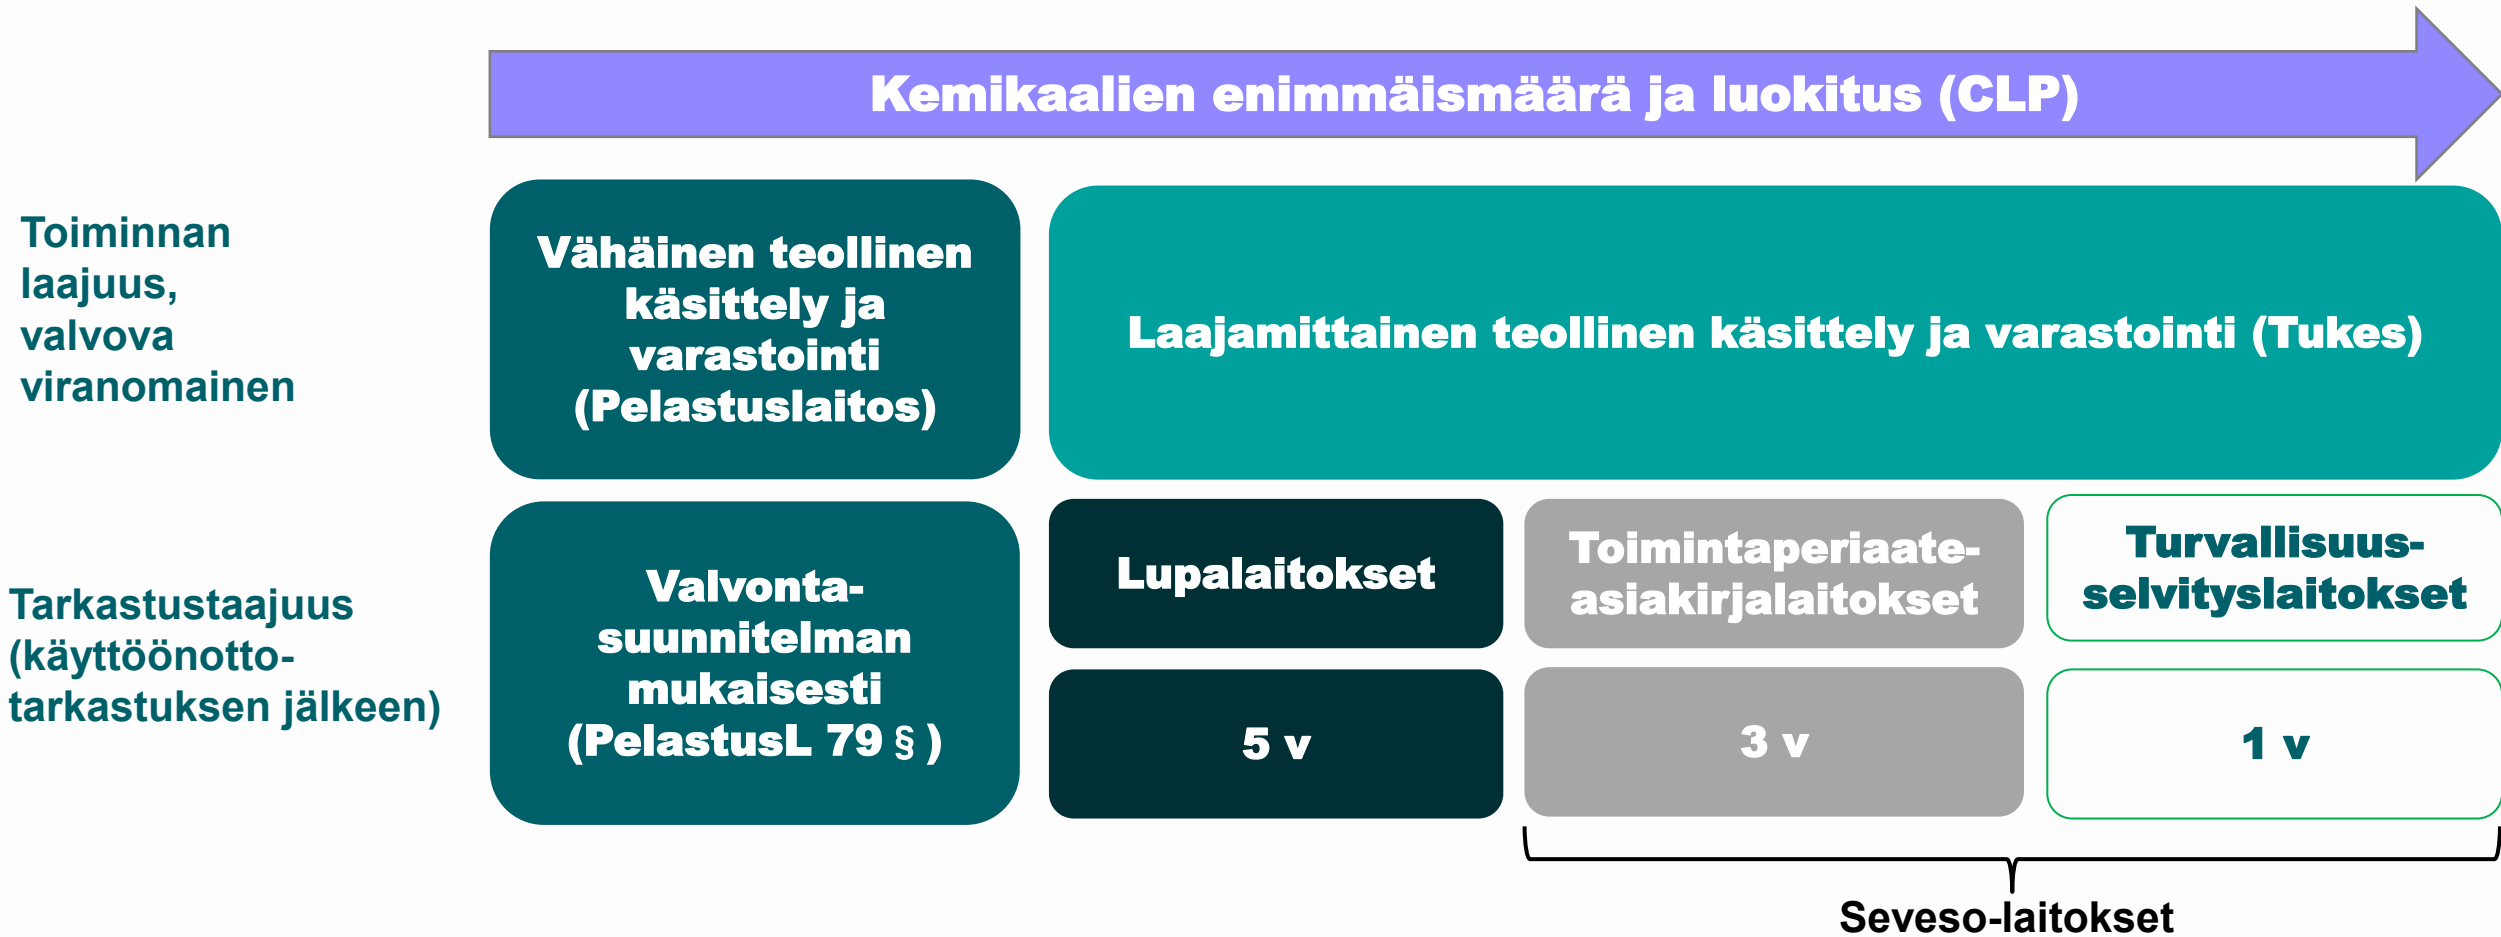 Kemikaalien enimmäismäärä ja luokitus (CLP)
Toiminnan
laajuus,
valvova
viranomainen
Vähäinen teollinen
käsittely ja
varastointi
(Pelastuslaitos)
Laajamittainen teollinen käsittely ja varastointi (Tukes)
Tarkastustaajuus
(käyttöönotto-
tarkastuksen jälkeen)
Valvonta-
suunnitelman
mukaisesti
(PelastusL 79 § )
Lupalaitokset
Toimintaperiaate-
asiakirjalaitokset
Turvallisuus-
selvityslaitokset
5 v
3 v
1 v
Seveso-laitokset